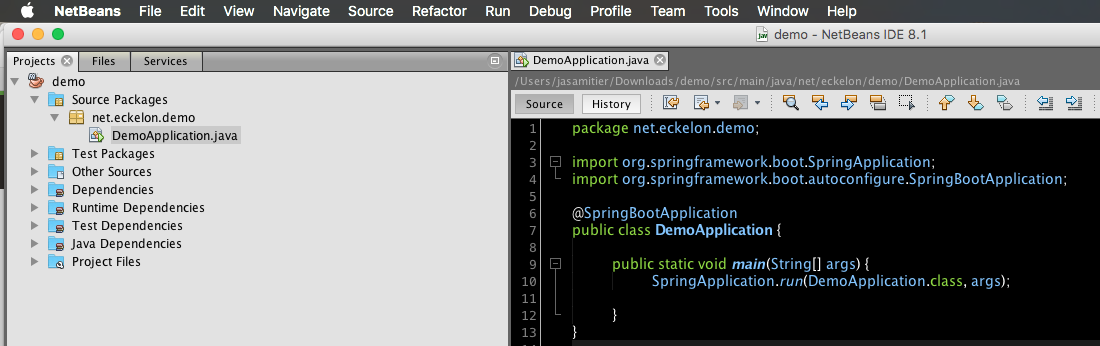 NetBeans File Edit View Navigate Source Refactor Run Debug Profile Team Tools Window Help
demo - NetBeans IDE 8.1
Projects Files Services
demo
Source Packages
net.eckelon.demo
DemoApplication.java
Test Packages
Other Sources
Dependencies
Runtime Dependencies
Test Dependencies
Java Dependencies
Project Files
DemoApplication.java
/Users/jasamitier/Downloads/demo/src/main/java/net/eckelon/demo/DemoApplication.java
Source History
1 package net.eckelon.demo;
2
3 import org.springframework.boot.SpringApplication;
4 import org.springframework.boot.autoconfigure.SpringBootApplication;
5
6 @SpringBootApplication
7 public class DemoApplication {
8
9 public static void main(String[] args) {
10 SpringApplication.run(DemoApplication.class, args);
11
12 }
13 }